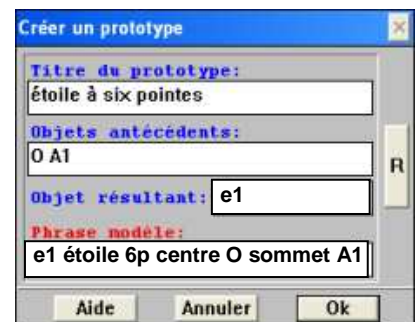 Créer un prototype
Titre du prototype:
étoile à six pointes
Objets antécédents:
O A1
R
Objet résultant: e1
Phrase modèle:
e1 étoile 6p centre O sommet A1
Aide Annuler Ok